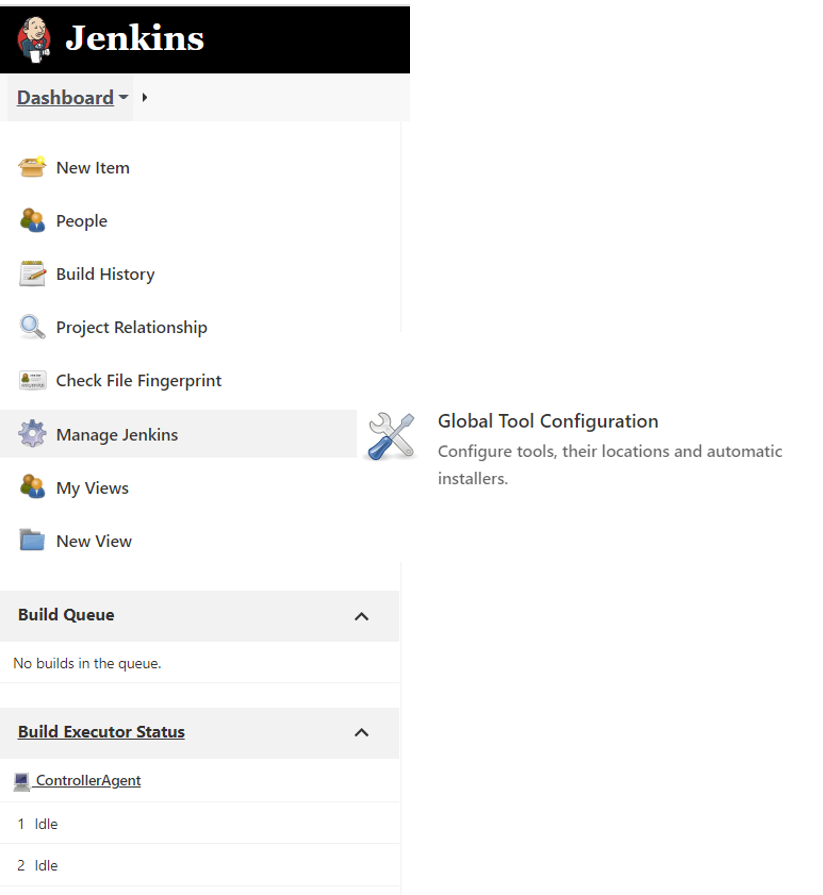 Jenkins
Dashboard
New Item
People
Build History
Project Relationship
Check File Fingerprint
Manage Jenkins
Global Tool Configuration
Configure tools, their locations and automatic
installers.
My Views
New View
Build Queue
No builds in the queue.
Build Executor Status
ControllerAgent
1 Idle
2 Idle